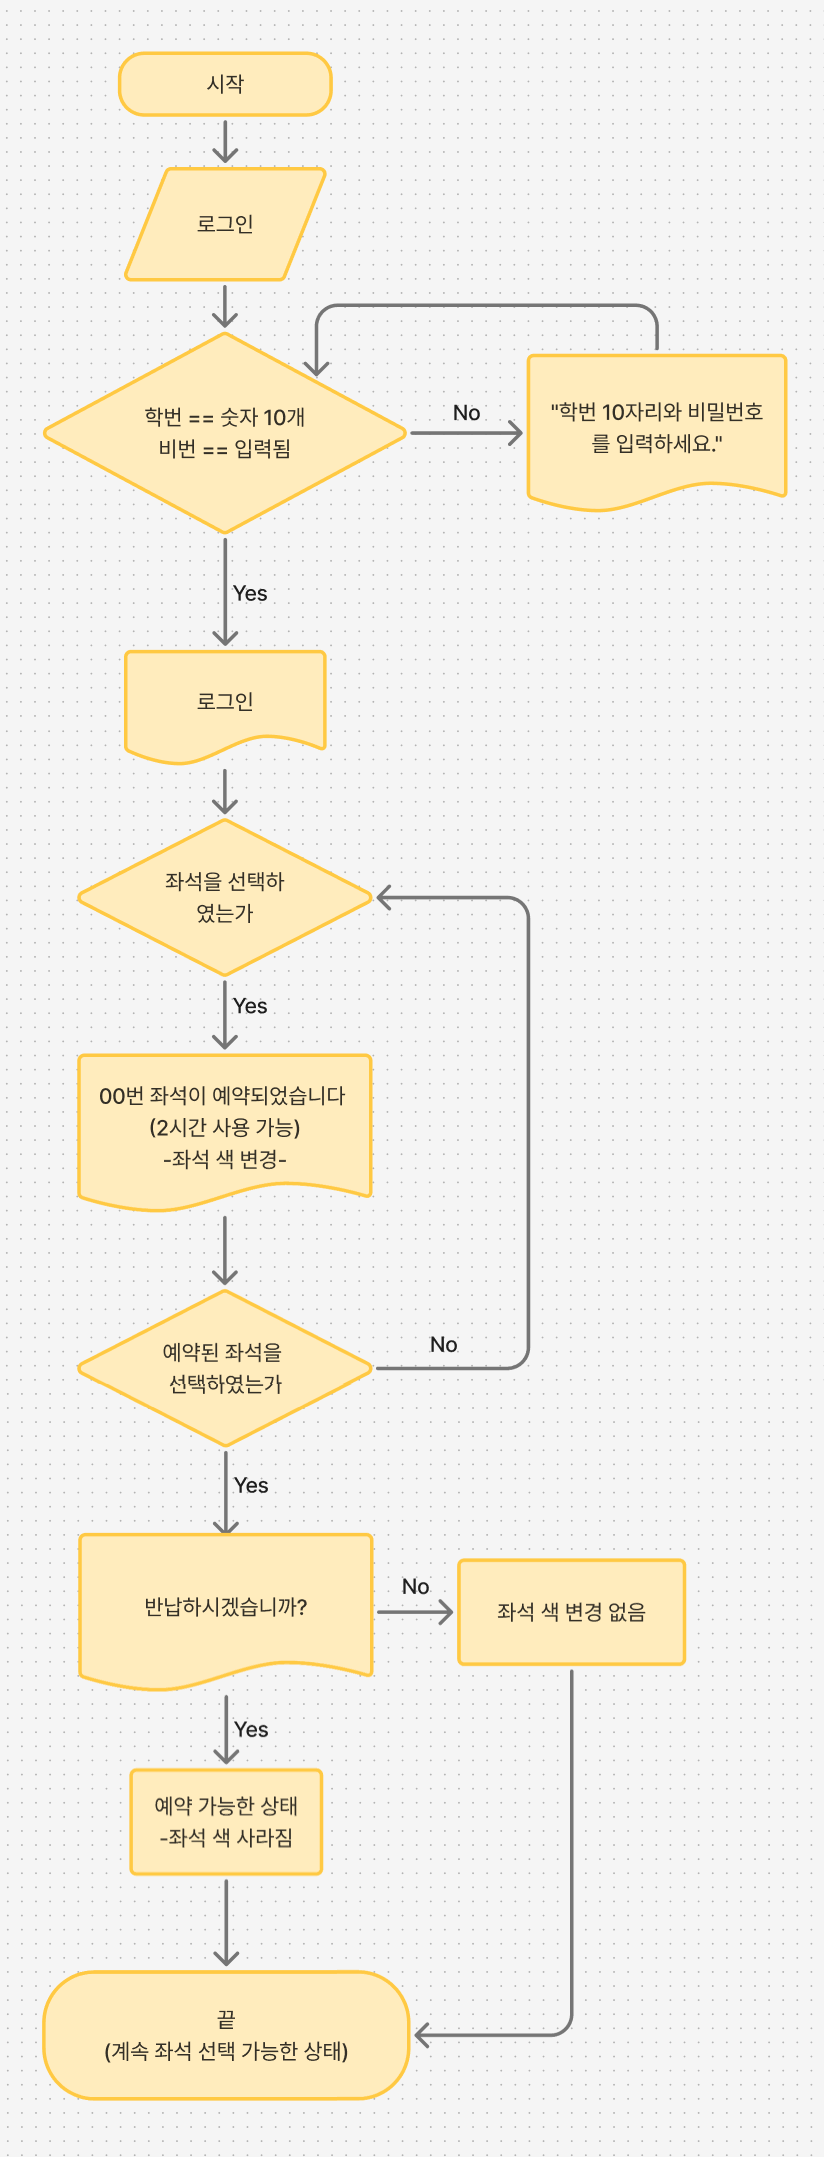 시작
로그인
학번 == 숫자 10개
비번 == 입력됨
No
"학번 10자리와 비밀번호
를 입력하세요."
Yes
로그인
좌석을 선택하
였는가
Yes
00번 좌석이 예약되었습니다
(2시간 사용 가능)
-좌석 색 변경-
예약된 좌석을
선택하였는가
No
Yes
반납하시겠습니까?
No
좌석 색 변경 없음
Yes
예약 가능한 상태
-좌석 색 사라짐
끝
(계속 좌석 선택 가능한 상태)